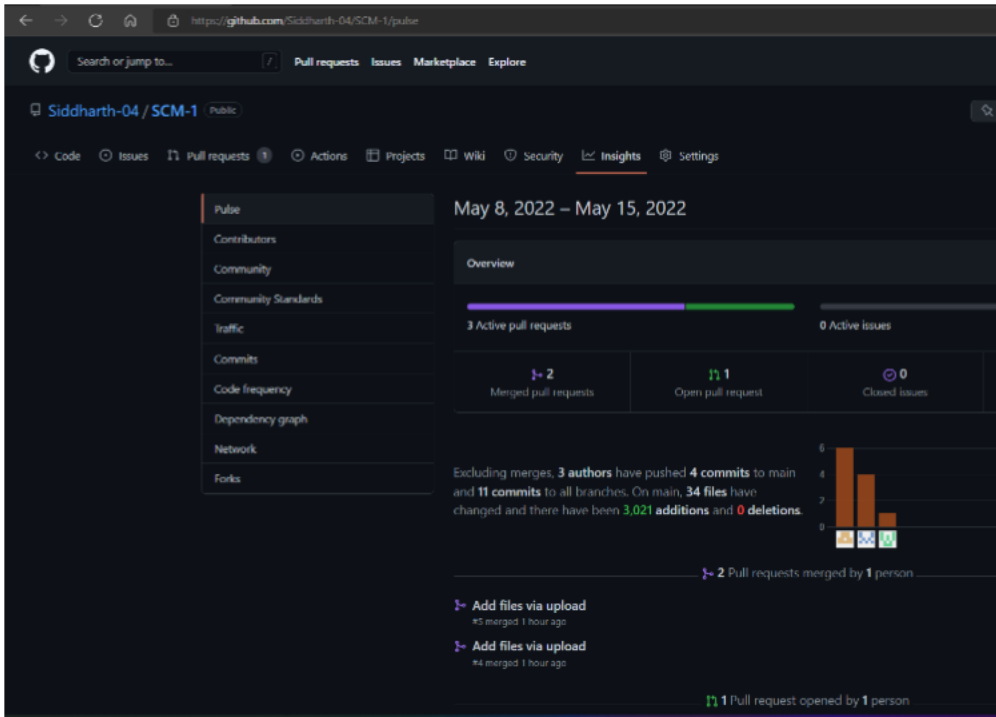 https://github.com/Siddharth-04/SCM-1/pulse
Search or jump to... /
Pull requests Issues Marketplace Explore
Siddharth-04 / SCM-1 Public
Code Issues Pull requests 1 Actions Projects Wiki Security Insights Settings
Pulse
Contributors
Community
Community Standards
Traffic
Commits
Code frequency
Dependency graph
Network
Forks
May 8, 2022 – May 15, 2022
Overview
3 Active pull requests
0 Active issues
2
Merged pull requests
1
Open pull request
0
Closed issues
Excluding merges, 3 authors have pushed 4 commits to main
and 11 commits to all branches. On main, 34 files have
changed and there have been 3,021 additions and 0 deletions.
6
4
2
0
2 Pull requests merged by 1 person
Add files via upload
#5 merged 1 hour ago
Add files via upload
#4 merged 1 hour ago
1 Pull request opened by 1 person